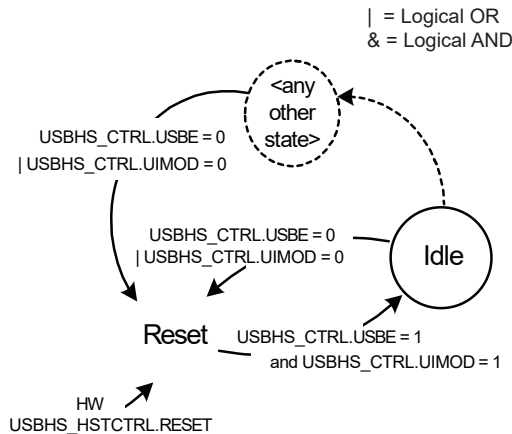 | = Logical OR
& = Logical AND
<any
other
state>
USBHS_CTRL.USBE = 0
| USBHS_CTRL.UIMOD = 0
USBHS_CTRL.USBE = 0
| USBHS_CTRL.UIMOD = 0
Idle
Reset
USBHS_CTRL.USBE = 1
and USBHS_CTRL.UIMOD = 1
HW
USBHS_HSTCTRL.RESET